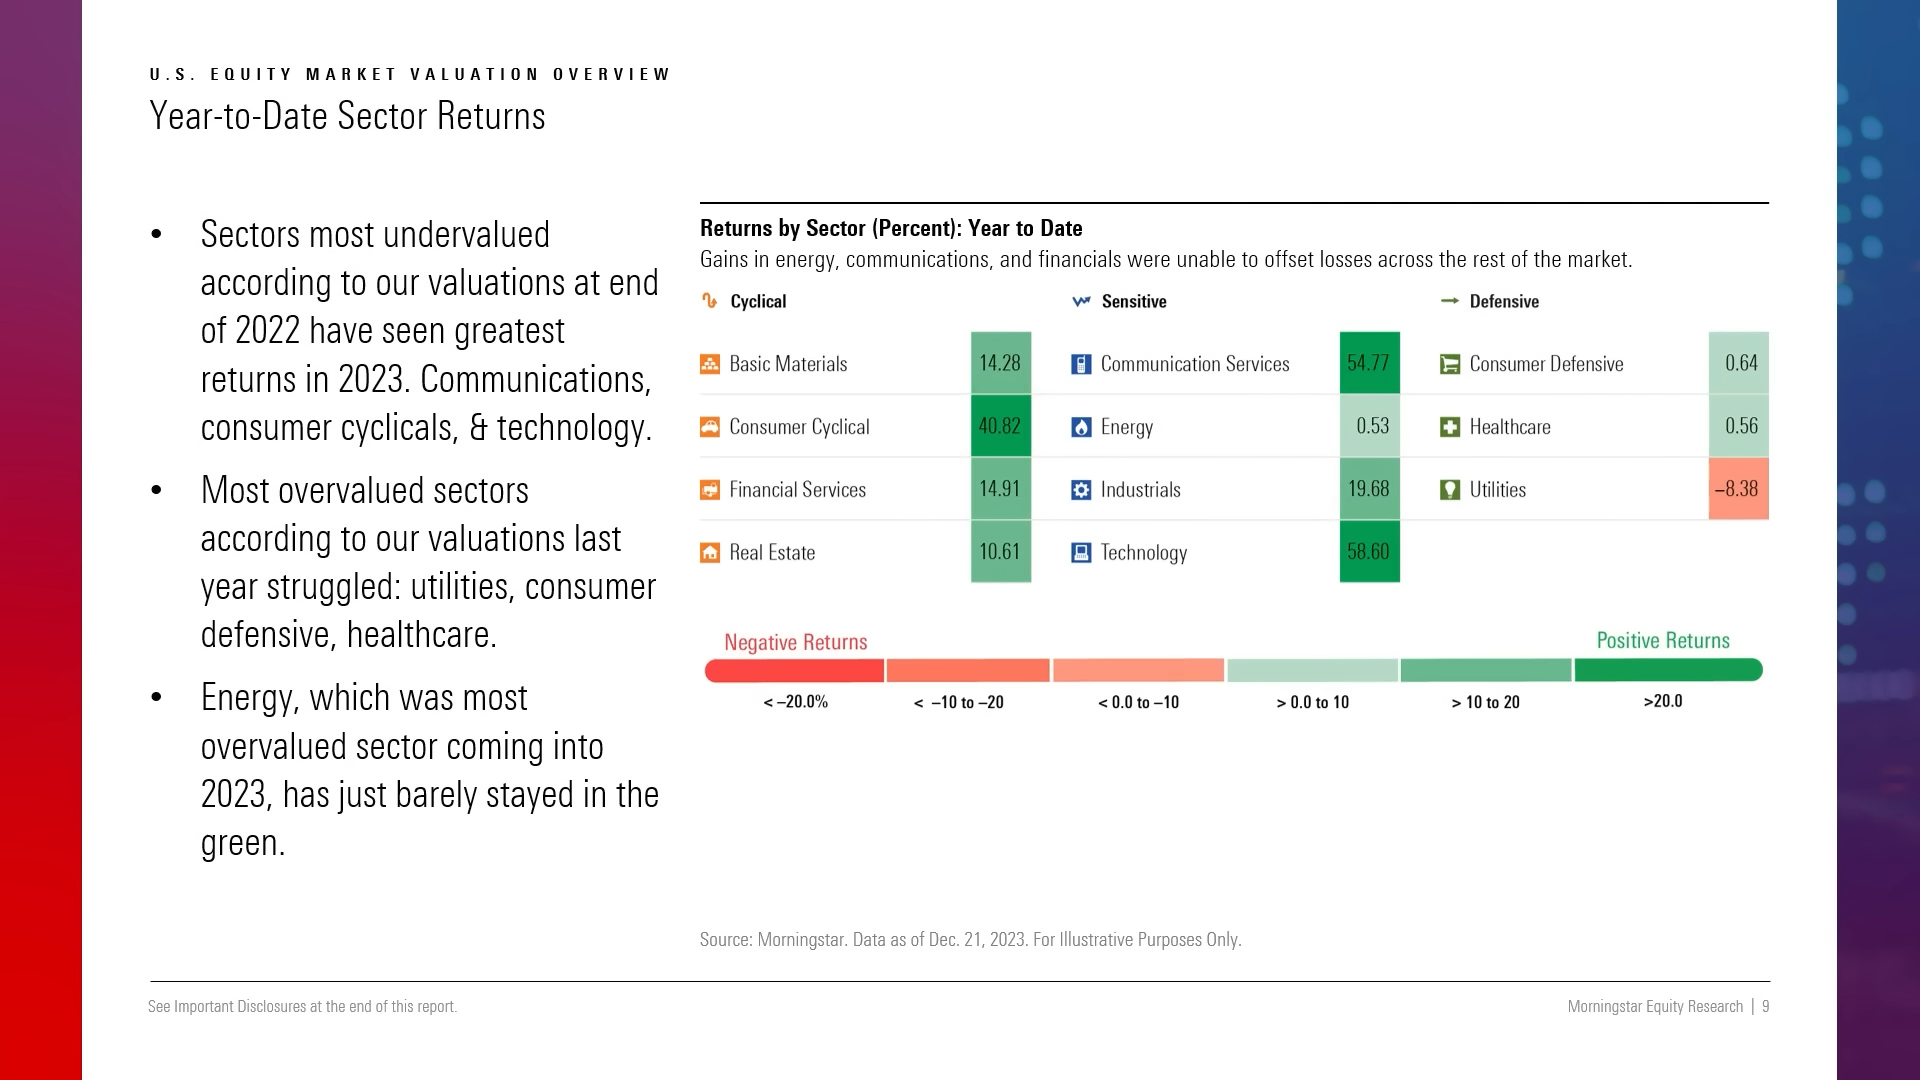 U.S. EQUITY MARKET VALUATION OVERVIEW
Year-to-Date Sector Returns
• Sectors most undervalued
according to our valuations at end
of 2022 have seen greatest
returns in 2023. Communications,
consumer cyclicals, & technology.
• Most overvalued sectors
according to our valuations last
year struggled: utilities, consumer
defensive, healthcare.
• Energy, which was most
overvalued sector coming into
2023, has just barely stayed in the
green.
Returns by Sector (Percent): Year to Date
Gains in energy, communications, and financials were unable to offset losses across the rest of the market.
Cyclical
Basic Materials 14.28
Consumer Cyclical 40.82
Financial Services 14.91
Real Estate 10.61
Sensitive
Communication Services 54.77
Energy 0.53
Industrials 19.68
Technology 58.60
Defensive
Consumer Defensive 0.64
Healthcare 0.56
Utilities –8.38
Negative Returns Positive Returns
< –20.0% < –10 to –20 < 0.0 to –10 > 0.0 to 10 > 10 to 20 >20.0
Source: Morningstar. Data as of Dec. 21, 2023. For Illustrative Purposes Only.
See Important Disclosures at the end of this report.
Morningstar Equity Research | 9